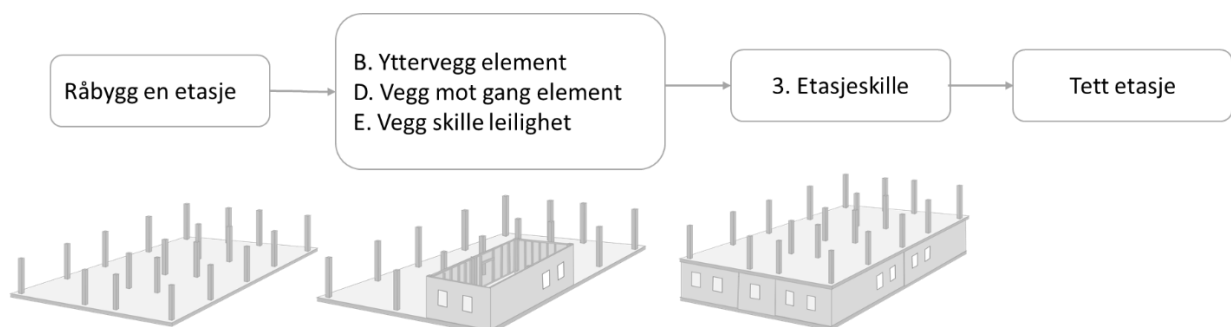 Råbygg en etasje
B. Yttervegg element
D. Vegg mot gang element
E. Vegg skille leilighet
3. Etasjeskille
Tett etasje